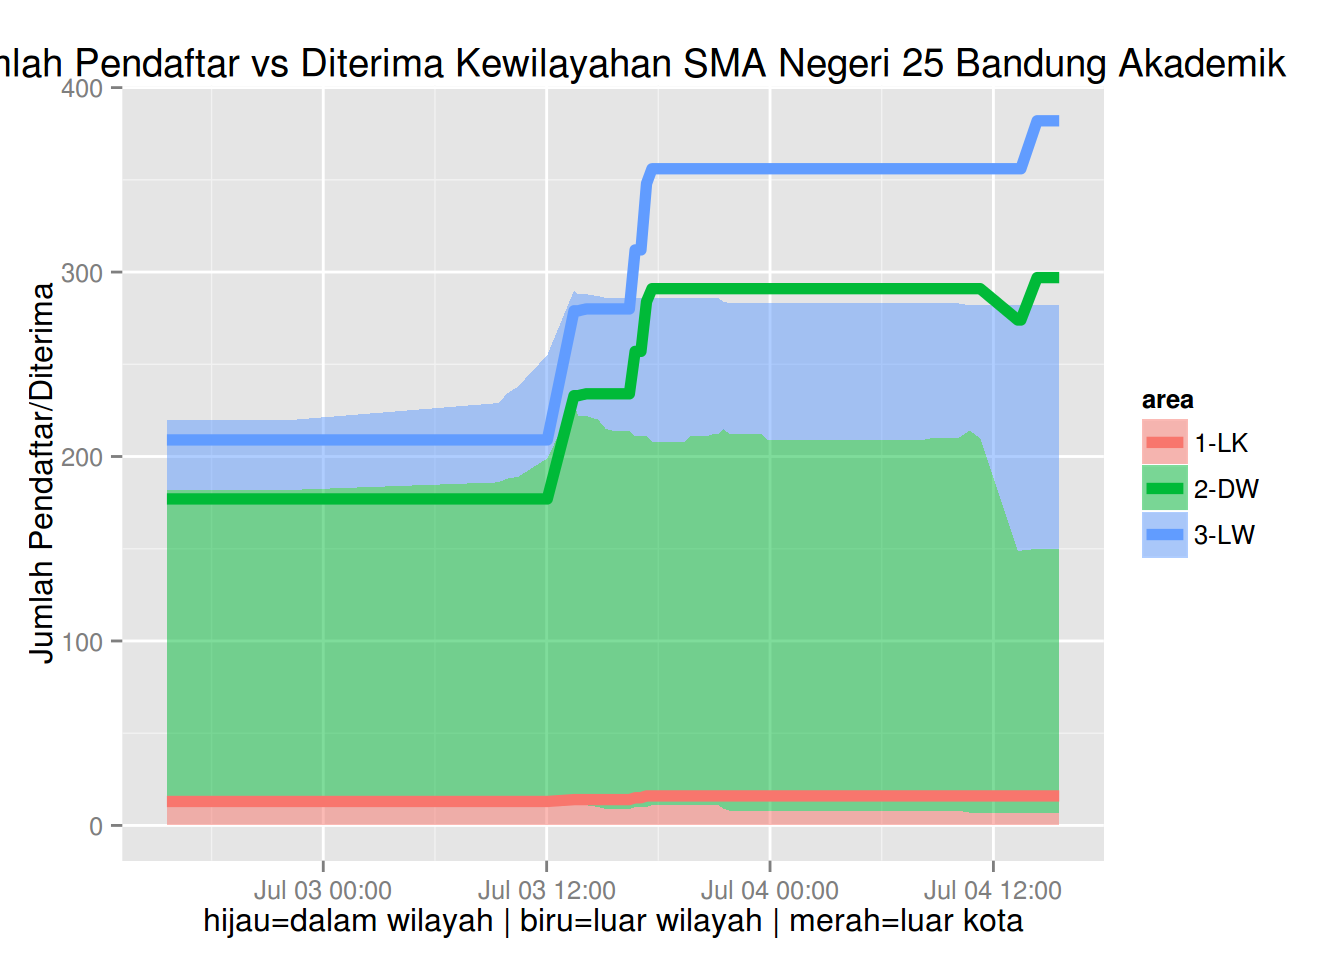 mlah Pendaftar vs Diterima Kewilayahan SMA Negeri 25 Bandung Akademik
Jumlah Pendaftar/Diterima
400
300
200
100
0
Jul 03 00:00
Jul 03 12:00
Jul 04 00:00
Jul 04 12:00
hijau=dalam wilayah | biru=luar wilayah | merah=luar kota
area
1-LK
2-DW
3-LW